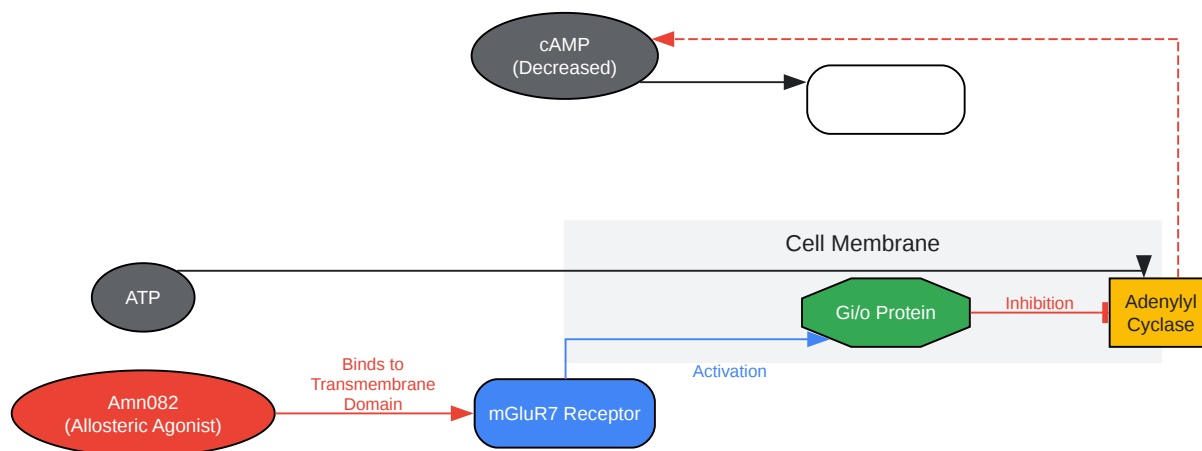 cAMP
(Decreased)
Cell Membrane
ATP
Gi/o Protein
Inhibition
Adenylyl
Cyclase
Binds to
Transmembrane
Domain
Activation
Amn082
(Allosteric Agonist)
mGluR7 Receptor